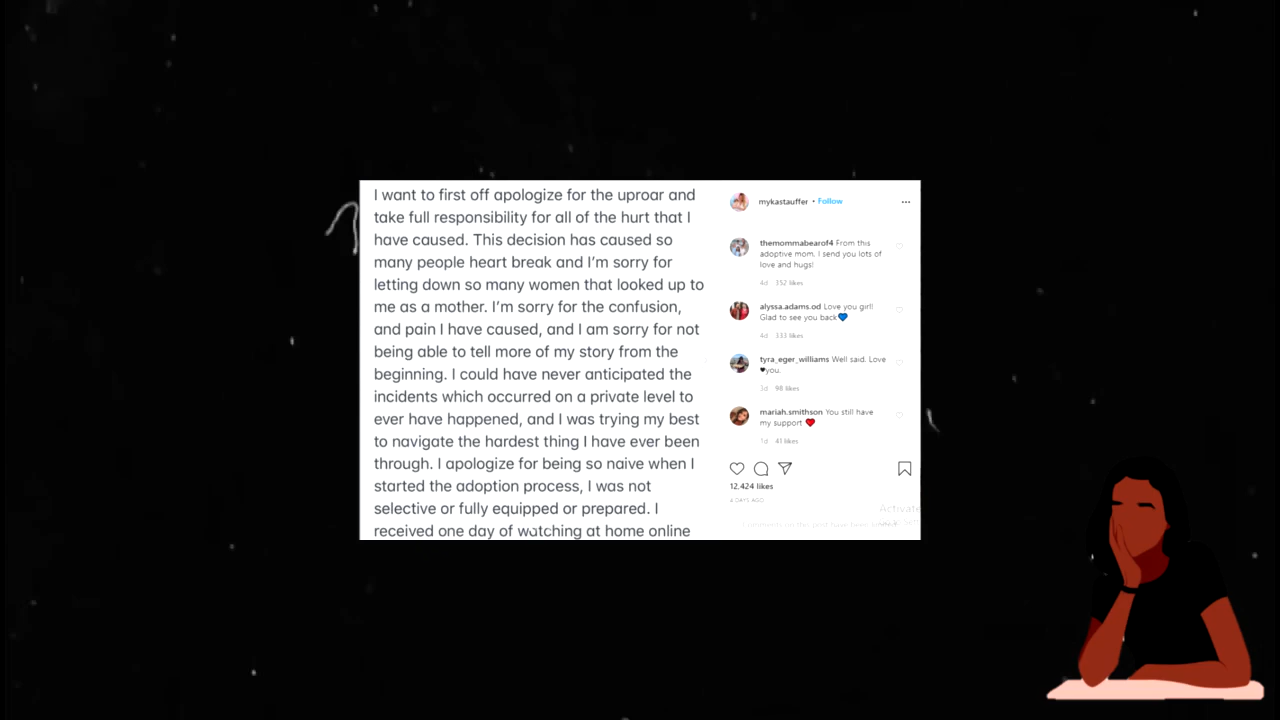 I want to first off apologize for the uproar and
take full responsibility for all of the hurt that I
have caused. This decision has caused so
many people heart break and I'm sorry for
letting down so many women that looked up to
me as a mother. I'm sorry for the confusion,
and pain I have caused, and I am sorry for not
being able to tell more of my story from the
beginning. I could have never anticipated the
incidents which occurred on a private level to
ever have happened, and I was trying my best
to navigate the hardest thing I have ever been
through. I apologize for being so naive when I
started the adoption process, I was not
selective or fully equipped or prepared. I
received one day of watching at home online
mykastauffer • Follow
themommabearof4 From this
adoptive mom. I send you lots of
love and hugs!
4d 352 likes
alyssa.adams.od Love you girl!
Glad to see you back💙
4d 333 likes
tyra_eger_williams Well said. Love
♥you.
3d 98 likes
mariah.smithson You still have
my support ❤
1d 41 likes
12,424 likes
4 DAYS AGO
Activate
Comments on this post have been limited